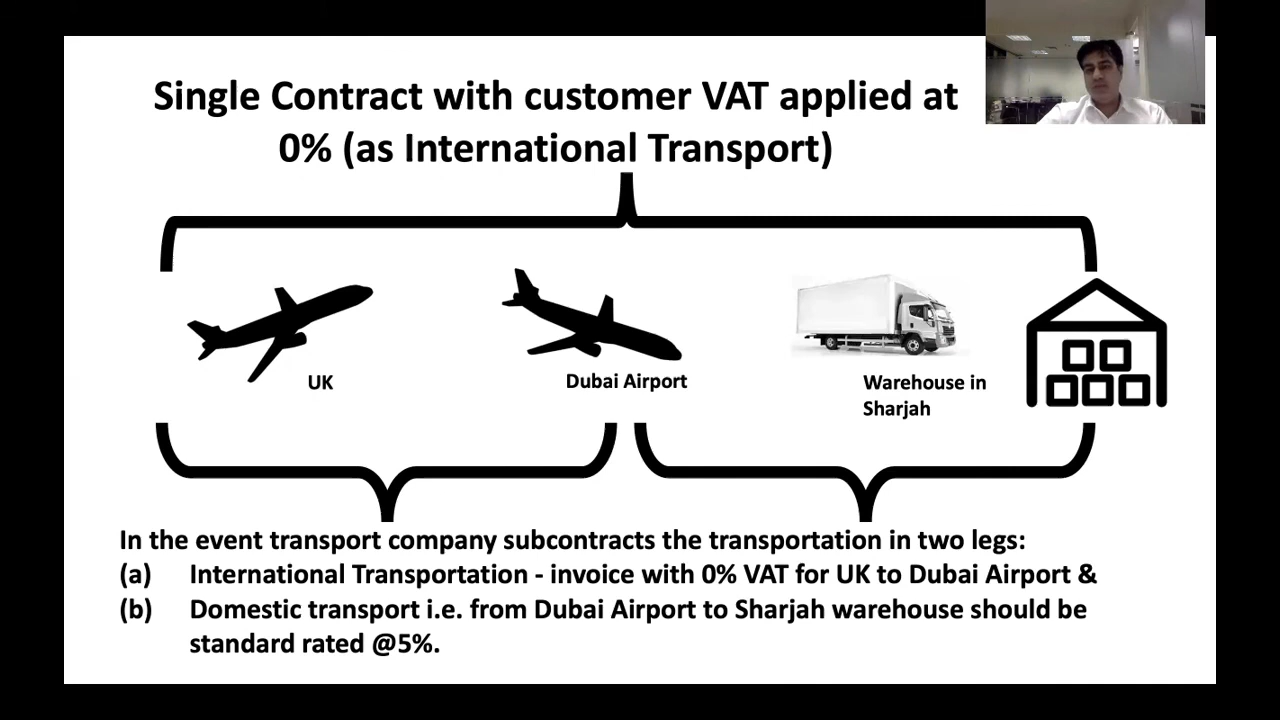 Single Contract with customer VAT applied at
0% (as International Transport)
UK
Dubai Airport
Warehouse in
Sharjah
In the event transport company subcontracts the transportation in two legs:
(a) International Transportation - invoice with 0% VAT for UK to Dubai Airport &
(b) Domestic transport i.e. from Dubai Airport to Sharjah warehouse should be
standard rated @5%.